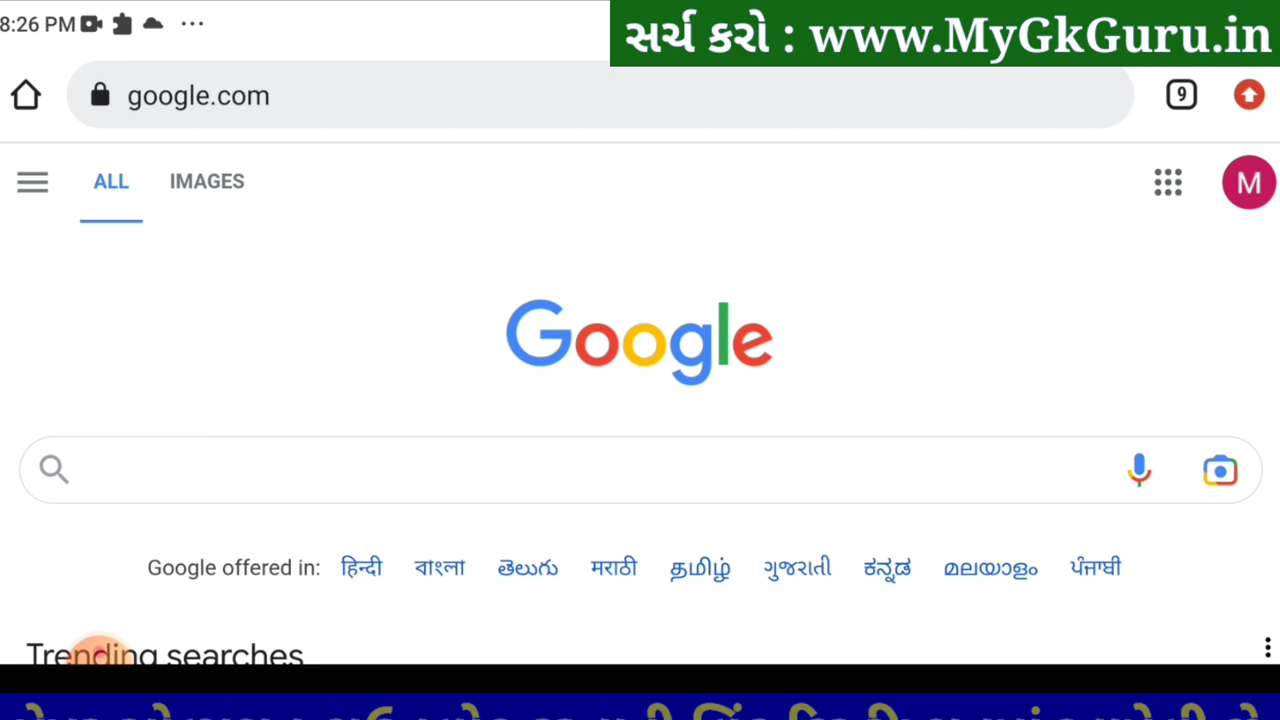 8:26 PM
સર્ચ કરો : www.MyGkGuru.in
google.com
9
ALL IMAGES
M
Google
Google offered in: हिन्दी বাংলা తెలుగు मराठी தமிழ் ગુજરાતી ಕನ್ನಡ മലയാളം ਪੰਜਾਬੀ
Trending searches